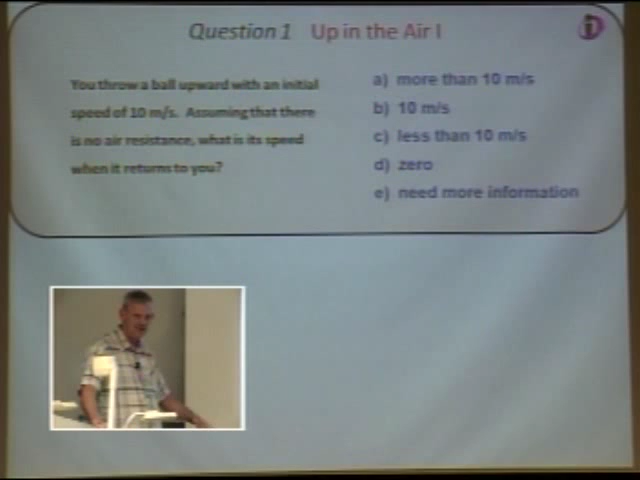 Question 1 Up in the Air I
You throw a ball upward with an initial
speed of 10 m/s. Assuming that there
is no air resistance, what is its speed
when it returns to you?
a) more than 10 m/s
b) 10 m/s
c) less than 10 m/s
d) zero
e) need more information